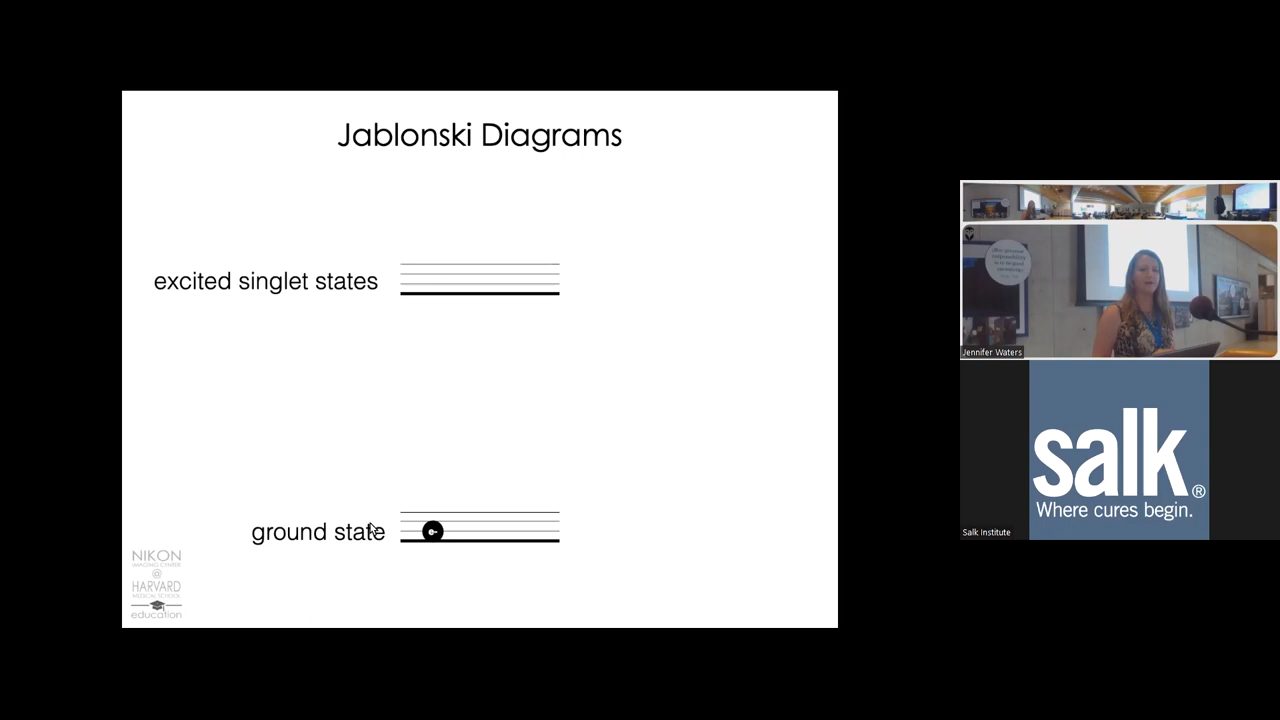 Jablonski Diagrams
excited singlet states
ground state
e-
NIKON
IMAGING CENTER
@
HARVARD
MEDICAL SCHOOL
education
Jennifer Waters
salk®
Where cures begin.
Salk Institute